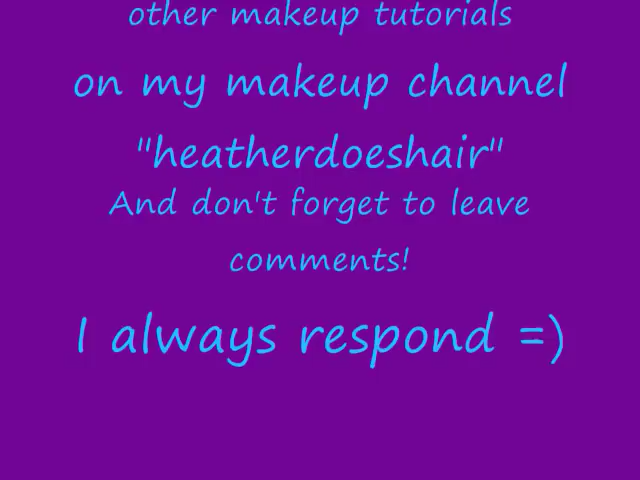 other makeup tutorials
on my makeup channel
"heatherdoeshair"
And don't forget to leave
comments!
I always respond =)